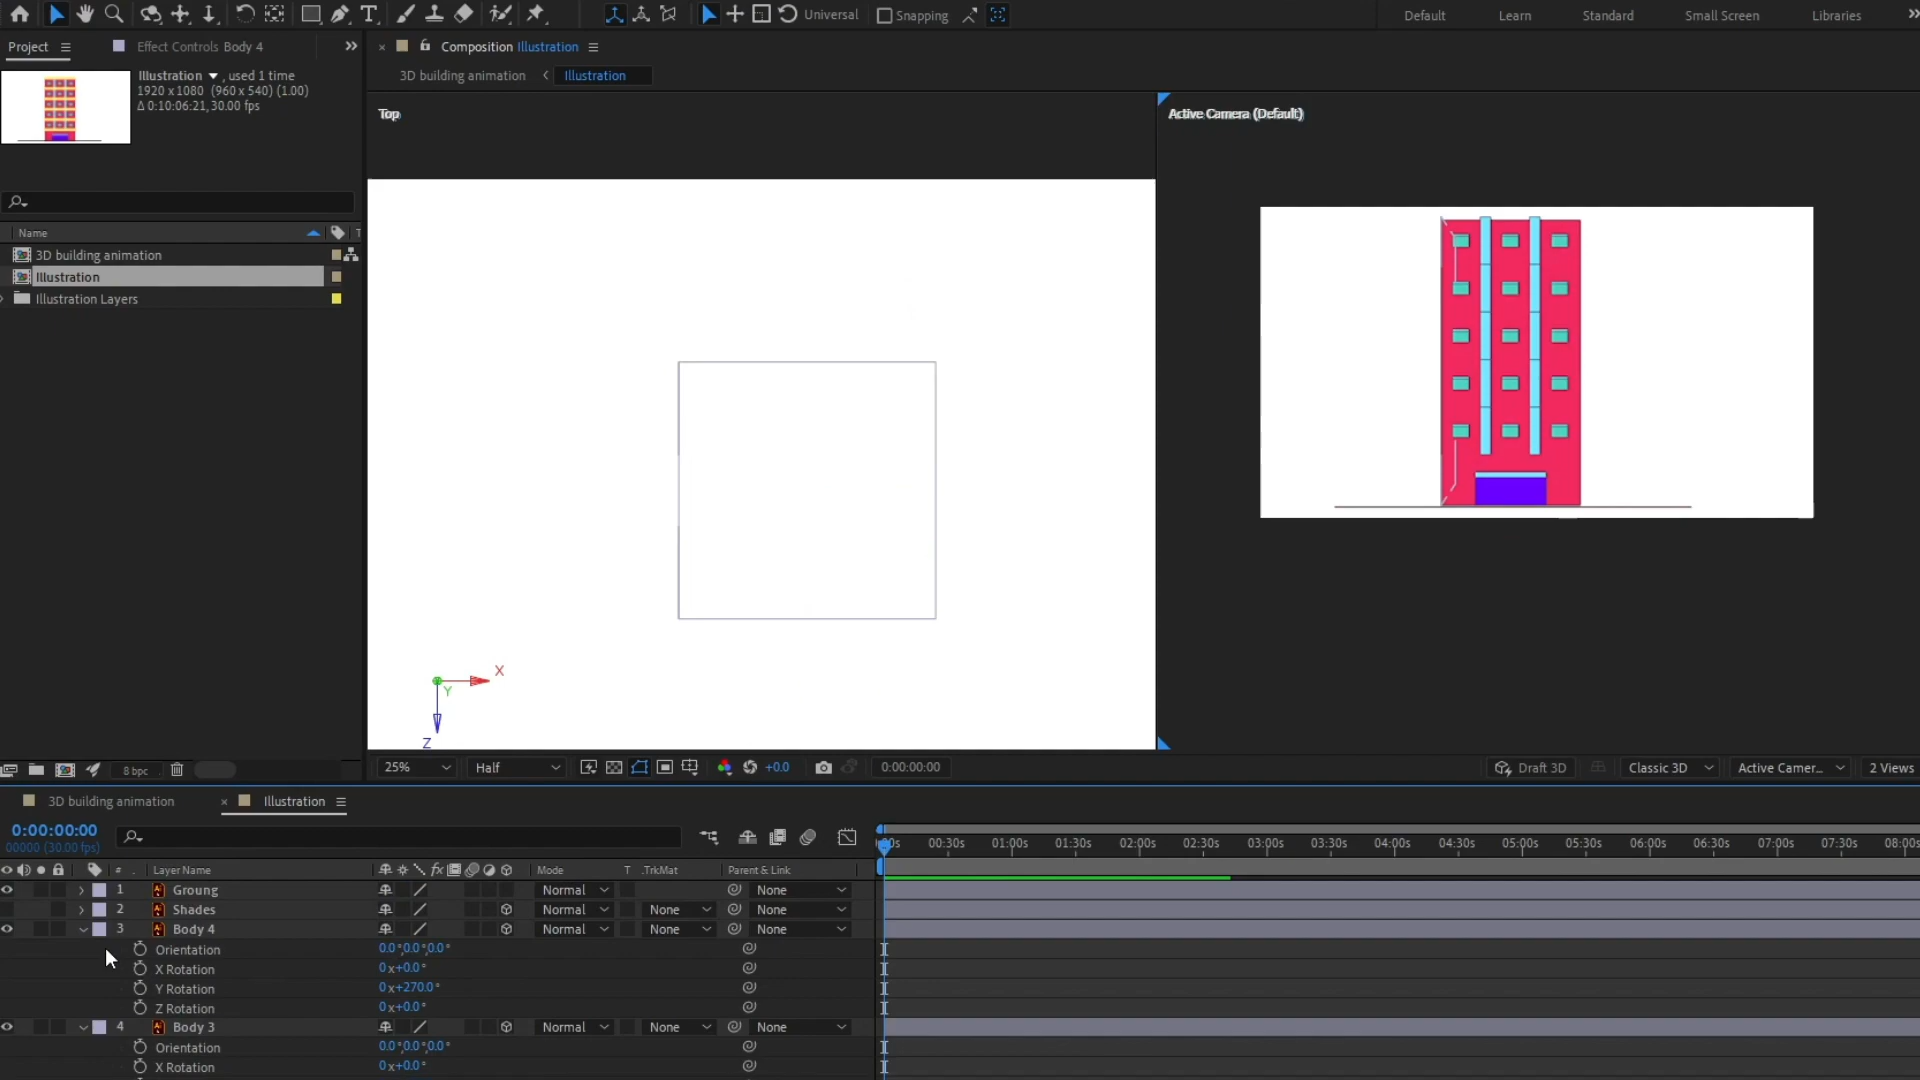 Universal Snapping Default Learn Standard Small Screen Libraries
Project Effect Controls Body 4 Composition Illustration
3D building animation Illustration
Illustration , used 1 time
1920 x 1080 (960 x 540) (1.00)
Δ 0:10:06:21, 30.00 fps
Top Active Camera (Default)
Name T
3D building animation
Illustration
Illustration Layers
X
Y
Z
8 bpc 25% Half +0.0 0:00:00:00 Draft 3D Classic 3D Active Camer... 2 Views
3D building animation Illustration
0:00:00:00
00000 (30.00 fps)
00:30s 01:00s 01:30s 02:00s 02:30s 03:00s 03:30s 04:00s 04:30s 05:00s 05:30s 06:00s 06:30s 07:00s 07:30s 08:00s
# . Layer Name Mode T .TrkMat Parent & Link
1 Groung Normal None
2 Shades Normal None None
3 Body 4 Normal None None
Orientation 0.0°,0.0°,0.0°
X Rotation 0x+0.0°
Y Rotation 0x+270.0°
Z Rotation 0x+0.0°
4 Body 3 Normal None None
Orientation 0.0°,0.0°,0.0°
X Rotation 0x+0.0°